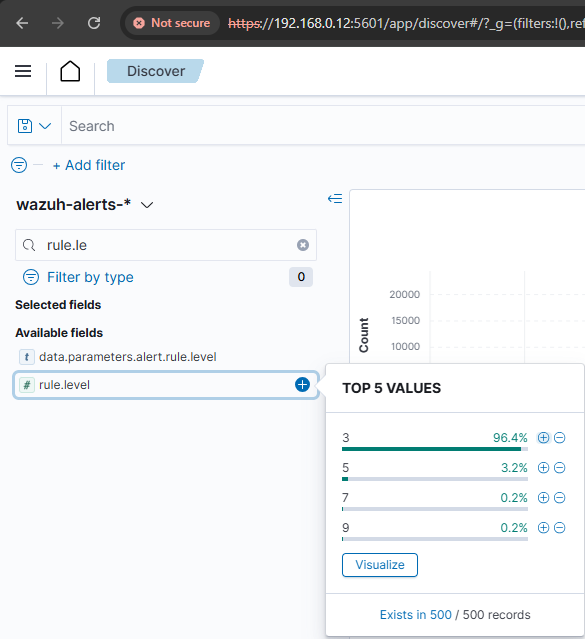 Not secure https://192.168.0.12:5601/app/discover#/?_g=(filters:!(),ref
Discover
Search
+ Add filter
wazuh-alerts-*
rule.le
Filter by type 0
Selected fields
Available fields
t data.parameters.alert.rule.level
# rule.level
20000
15000
10000
Count
TOP 5 VALUES
3 96.4%
5 3.2%
7 0.2%
9 0.2%
Visualize
Exists in 500 / 500 records